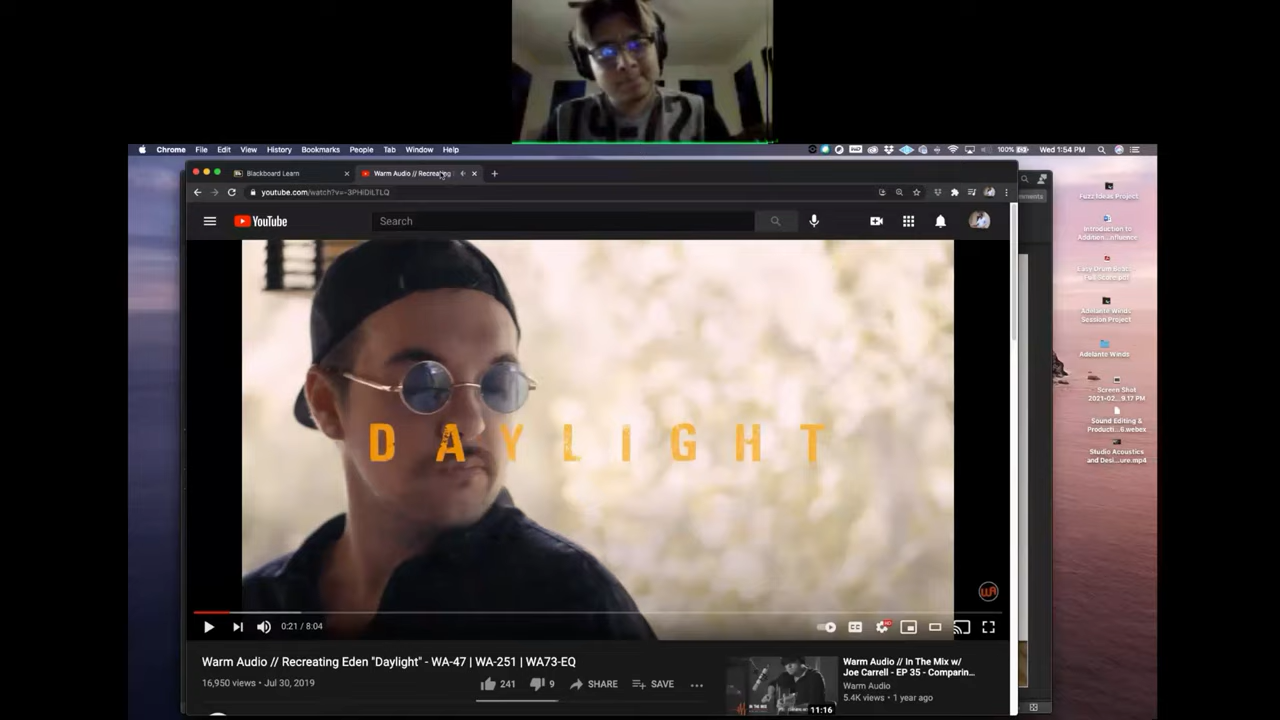 Chrome File Edit View History Bookmarks People Tab Window Help
100% Wed 1:54 PM
Blackboard Learn
Warm Audio // Recreating
youtube.com/watch?v=-3PHiDILTLQ
YouTube
Search
DAYLIGHT
WA
0:21 / 8:04
CC
HD
Warm Audio // Recreating Eden "Daylight" - WA-47 | WA-251 | WA73-EQ
16,950 views • Jul 30, 2019
241 9 SHARE SAVE
11:16
Warm Audio // In The Mix w/
Joe Carrell - EP 35 - Comparin...
Warm Audio
5.4K views • 1 year ago
Fuzz Ideas Project
Introduction to
Addition...nfluence
Easy Drum Beat
Full Score.pdf
Adelante Winds
Session Project
Adelante Winds
Screen Shot
2021-02...9.17 PM
Sound Editing &
Producti...6.webex
Studio Acoustics
and Desi...ure.mp4